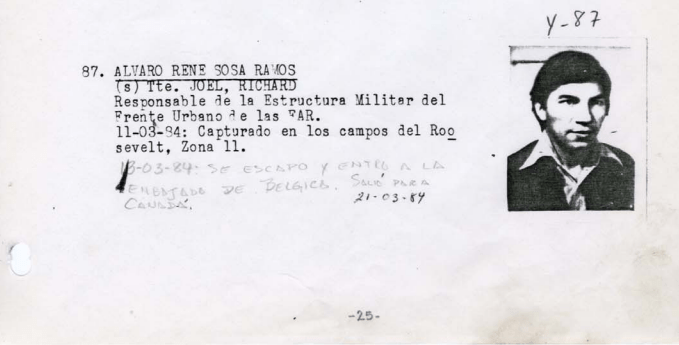 Y-87
87. ALVARO RENE SOSA RAMOS
(s) Tte. JOEL, RICHARD
Responsable de la Estructura Militar del
Frente Urbano de las FAR.
11-03-84: Capturado en los campos del Roo
sevelt, Zona 11.
13-03-84: SE ESCAPO Y ENTRO A LA
EMBAJADA DE BELGICA. SALIÓ PARA
CANADÁ. 21-03-84
-25-